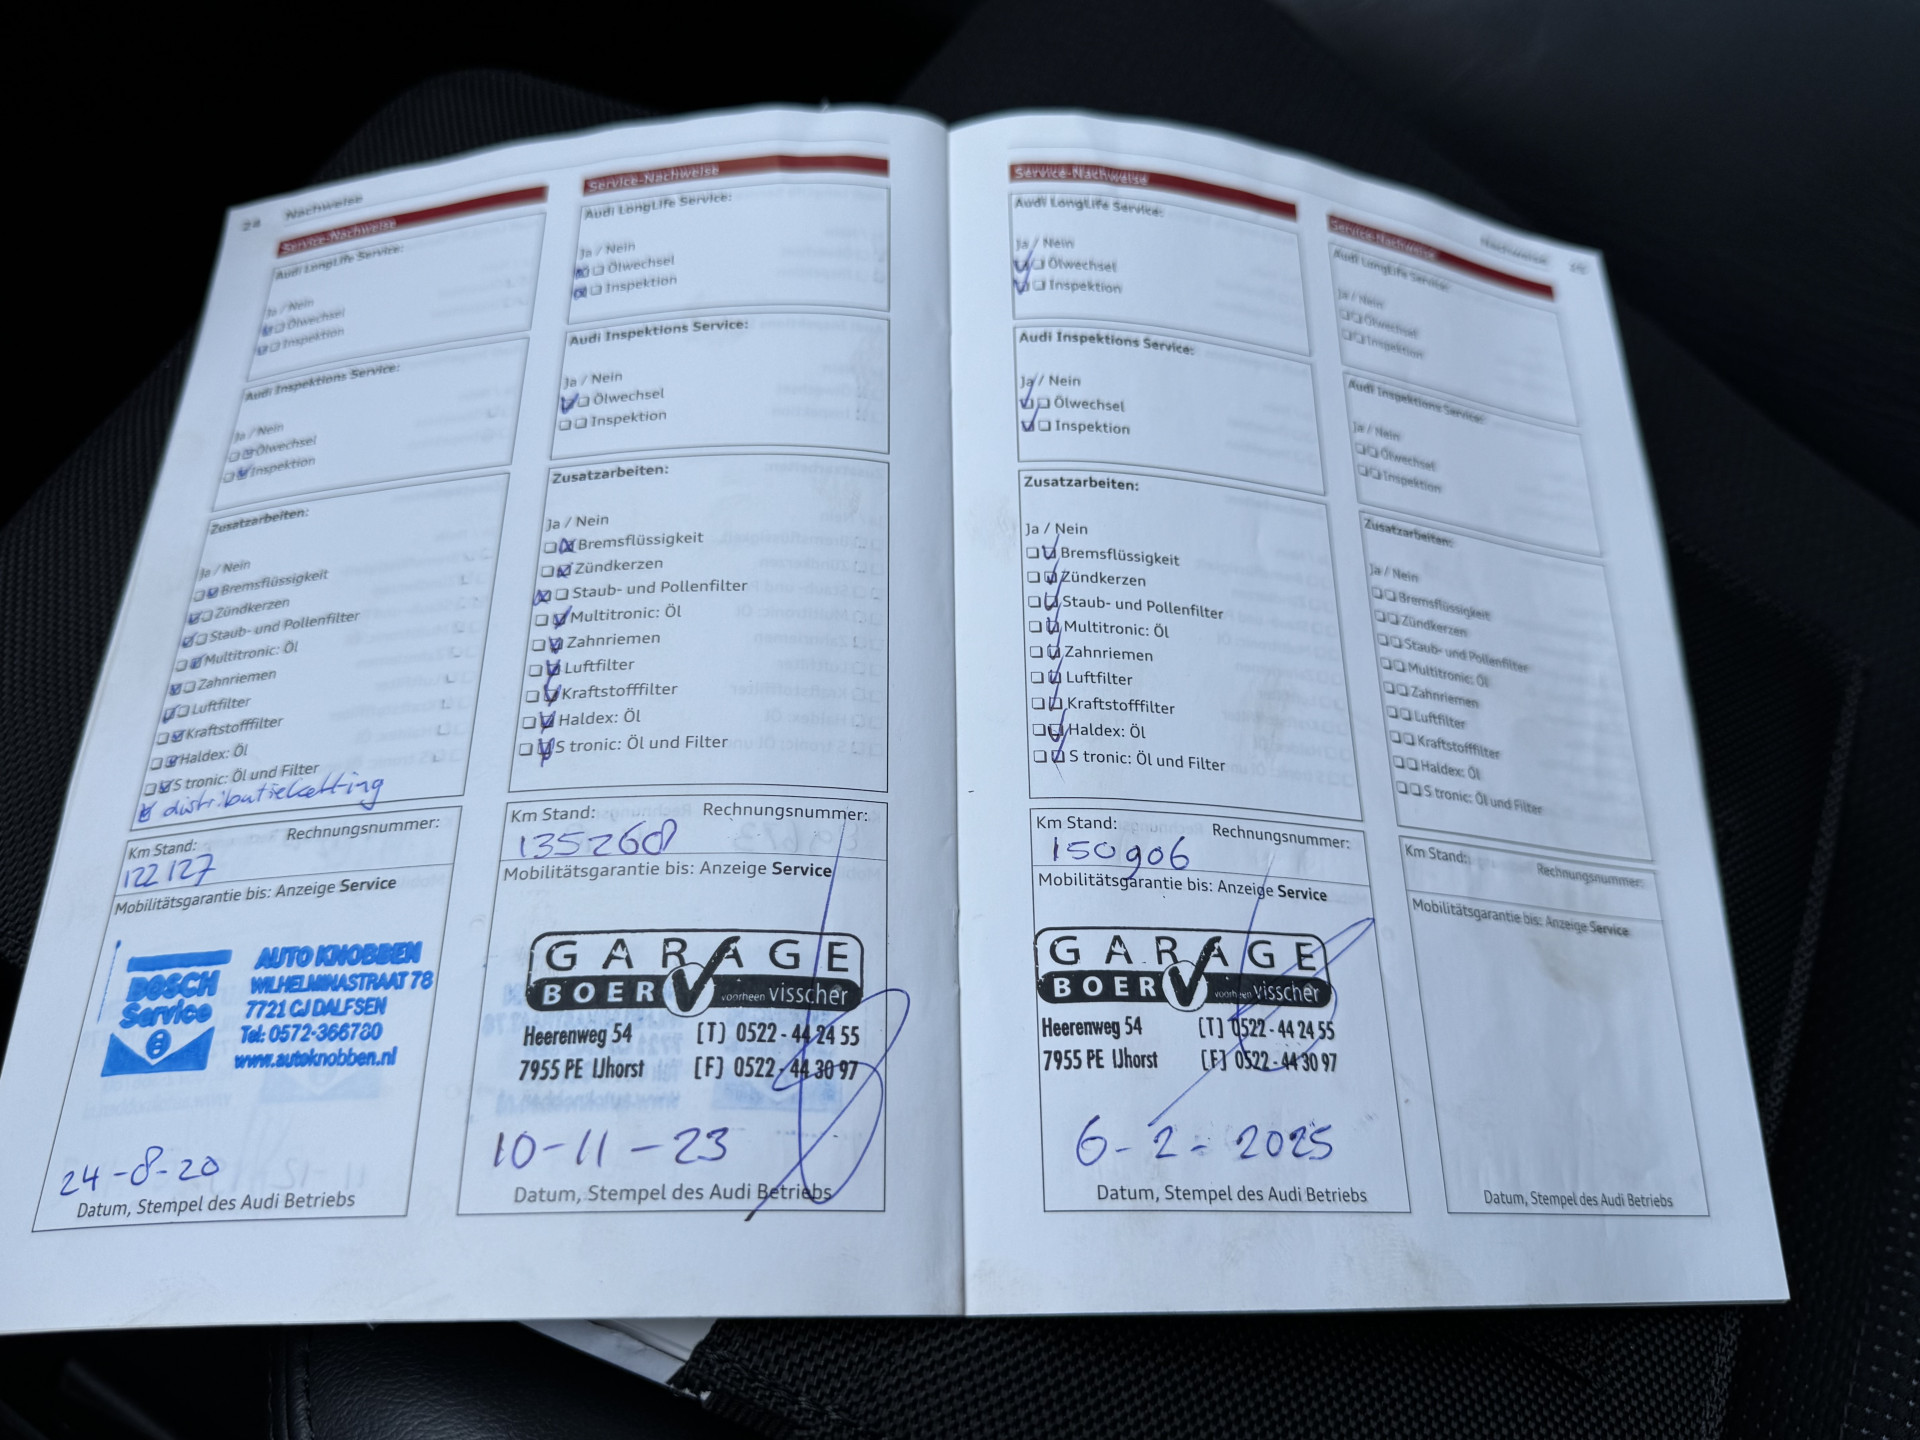 28 Nachweise
Service-Nachweise
Audi LongLife Service:
Ja / Nein
Ölwechsel
Inspektion
Audi Inspektions Service:
Ja / Nein
Ölwechsel
Inspektion
Zusatzarbeiten:
Ja / Nein
Bremsflüssigkeit
Zündkerzen
Staub- und Pollenfilter
Multitronic: Öl
Zahnriemen
Luftfilter
Kraftstofffilter
Haldex: Öl
S tronic: Öl und Filter
distributieketting
Km Stand: Rechnungsnummer:
122127
Mobilitätsgarantie bis: Anzeige Service
BOSCH
Service
AUTO KNOBBEN
WILHELMINASTRAAT 78
7721 CJ DALFSEN
Tel: 0572-366780
www.autoknobben.nl
24-8-20
Datum, Stempel des Audi Betriebs
Service-Nachweise
Audi LongLife Service:
Ja / Nein
Ölwechsel
Inspektion
Audi Inspektions Service:
Ja / Nein
Ölwechsel
Inspektion
Zusatzarbeiten:
Ja / Nein
Bremsflüssigkeit
Zündkerzen
Staub- und Pollenfilter
Multitronic: Öl
Zahnriemen
Luftfilter
Kraftstofffilter
Haldex: Öl
S tronic: Öl und Filter
Km Stand: Rechnungsnummer:
135268
Mobilitätsgarantie bis: Anzeige Service
GARAGE
BOER voorheen visscher
Heerenweg 54 [T] 0522 - 44 24 55
7955 PE IJhorst [F] 0522 - 44 30 97
10-11-23
Datum, Stempel des Audi Betriebs
Service-Nachweise
Audi LongLife Service:
Ja / Nein
Ölwechsel
Inspektion
Audi Inspektions Service:
Ja / Nein
Ölwechsel
Inspektion
Zusatzarbeiten:
Ja / Nein
Bremsflüssigkeit
Zündkerzen
Staub- und Pollenfilter
Multitronic: Öl
Zahnriemen
Luftfilter
Kraftstofffilter
Haldex: Öl
S tronic: Öl und Filter
Km Stand: Rechnungsnummer:
150906
Mobilitätsgarantie bis: Anzeige Service
GARAGE
BOER voorheen visscher
Heerenweg 54 [T] 0522 - 44 24 55
7955 PE IJhorst [F] 0522 - 44 30 97
6-2-2025
Datum, Stempel des Audi Betriebs
Nachweise
Service-Nachweise
Audi LongLife Service:
Ja / Nein
Ölwechsel
Inspektion
Audi Inspektions Service:
Ja / Nein
Ölwechsel
Inspektion
Zusatzarbeiten:
Ja / Nein
Bremsflüssigkeit
Zündkerzen
Staub- und Pollenfilter
Multitronic: Öl
Zahnriemen
Luftfilter
Kraftstofffilter
Haldex: Öl
S tronic: Öl und Filter
Km Stand: Rechnungsnummer:
Mobilitätsgarantie bis: Anzeige Service
Datum, Stempel des Audi Betriebs